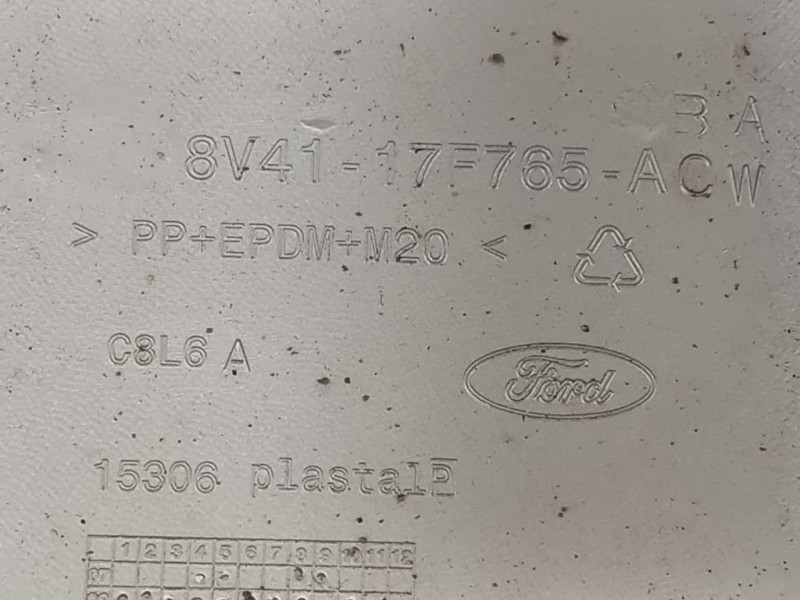 BA
8V41-17F765-ACW
> PP+EPDM+M20 <
C8L6 A
Ford
15306 plastal
1 2 3 4 5 6 7 8 9 10 11 12